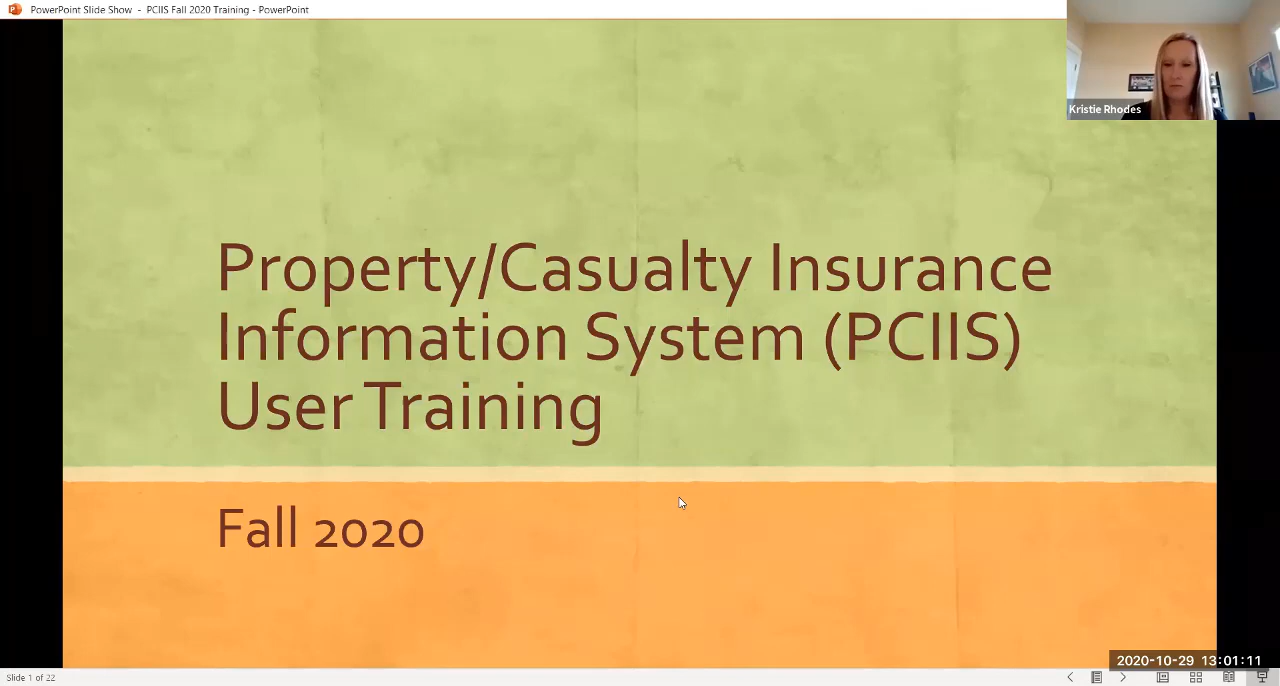 PowerPoint Slide Show - PCIIS Fall 2020 Training - PowerPoint
Kristie Rhodes
Property/Casualty Insurance
Information System (PCIIS)
User Training
Fall 2020
2020-10-29 13:01:11
Slide 1 of 22